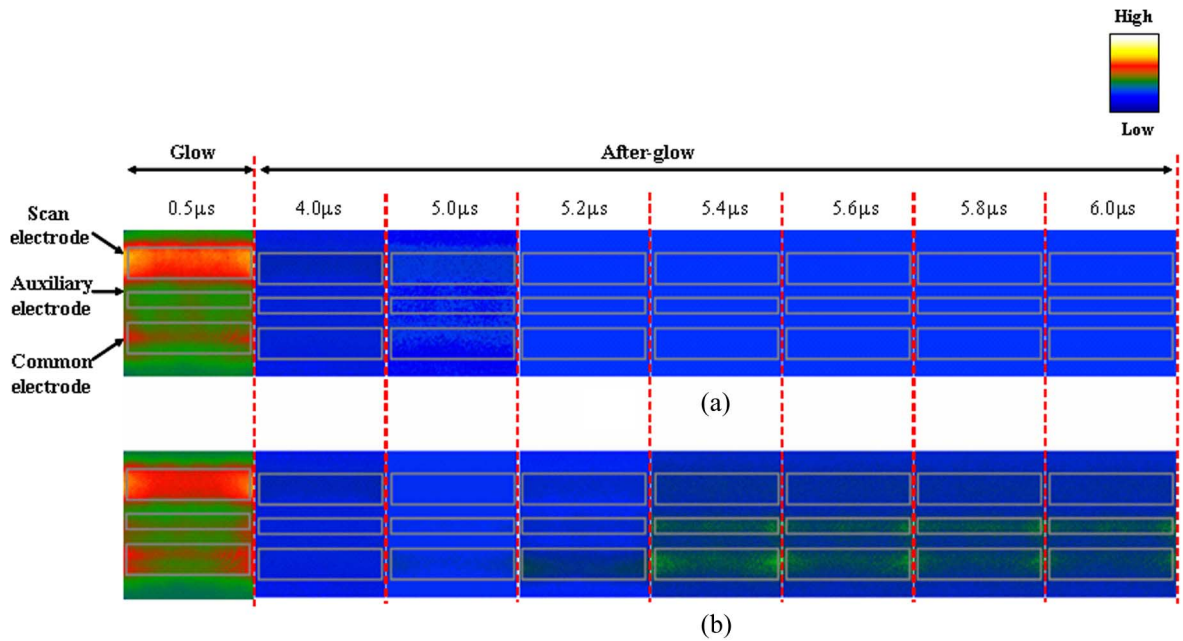 High
Low
Glow
After-glow
Scan
electrode
0.5μs
4.0μs
5.0μs
5.2μs
5.4μs
5.6μs
5.8μs
6.0μs
Auxiliary
electrode
Common
electrode
(a)
(b)